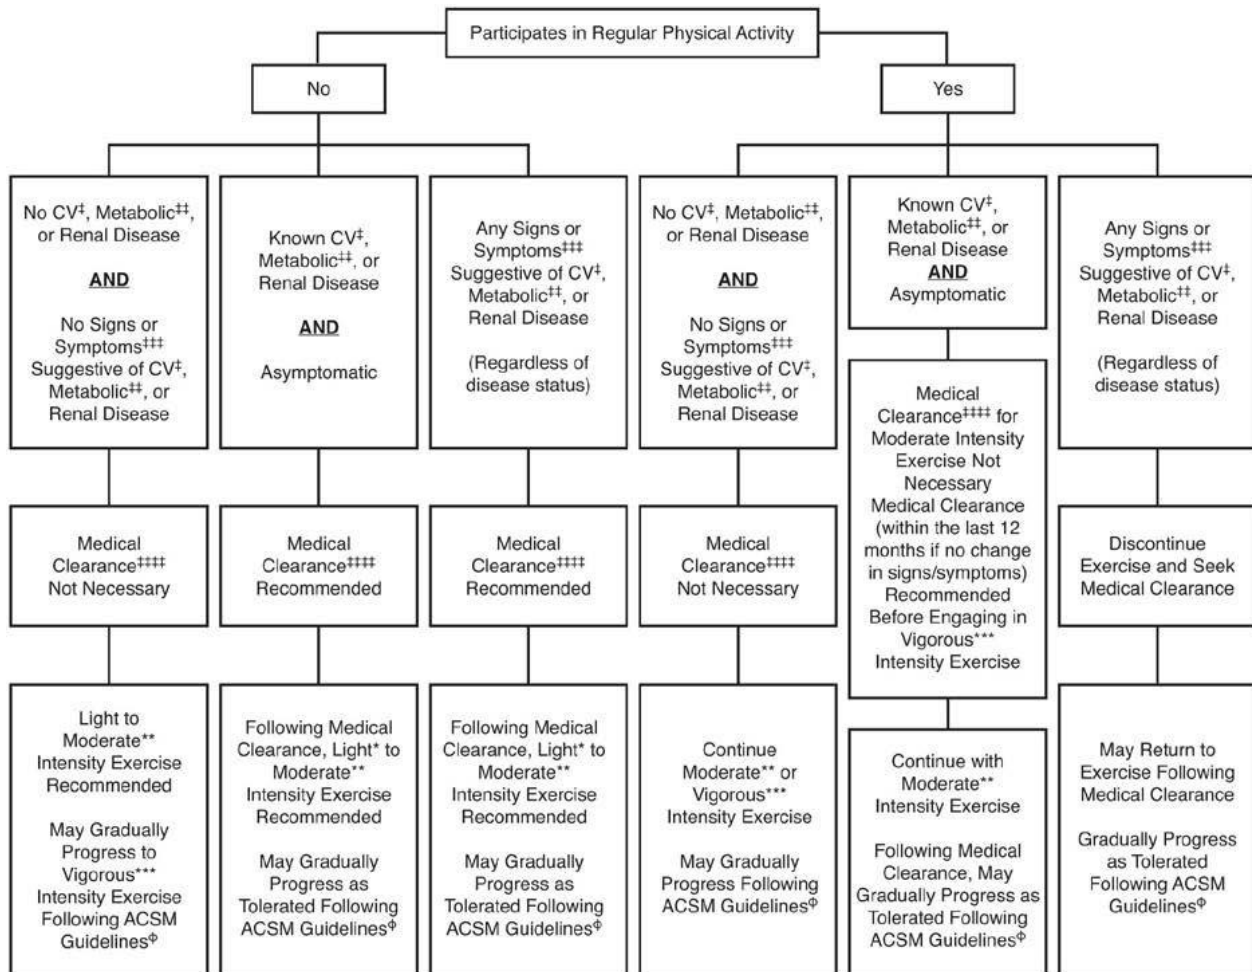 Participates in Regular Physical Activity
No
Yes
No CV‡, Metabolic‡‡,
or Renal Disease
AND
No Signs or
Symptoms‡‡‡
Suggestive of CV‡,
Metabolic‡‡, or
Renal Disease
Known CV‡,
Metabolic‡‡, or
Renal Disease
AND
Asymptomatic
Any Signs or
Symptoms‡‡‡
Suggestive of CV‡,
Metabolic‡‡, or
Renal Disease
(Regardless of
disease status)
No CV‡, Metabolic‡‡,
or Renal Disease
AND
No Signs or
Symptoms‡‡‡
Suggestive of CV‡,
Metabolic‡‡, or
Renal Disease
Known CV‡,
Metabolic‡‡, or
Renal Disease
AND
Asymptomatic
Any Signs or
Symptoms‡‡‡
Suggestive of CV‡,
Metabolic‡‡, or
Renal Disease
(Regardless of
disease status)
Medical
Clearance‡‡‡‡
Not Necessary
Medical
Clearance‡‡‡‡
Recommended
Medical
Clearance‡‡‡‡
Recommended
Medical
Clearance‡‡‡‡
Not Necessary
Medical
Clearance‡‡‡‡ for
Moderate Intensity
Exercise Not
Necessary
Medical Clearance
(within the last 12
months if no change
in signs/symptoms)
Recommended
Before Engaging in
Vigorous***
Intensity Exercise
Discontinue
Exercise and Seek
Medical Clearance
Light to
Moderate**
Intensity Exercise
Recommended
May Gradually
Progress to
Vigorous***
Intensity Exercise
Following ACSM
GuidelinesΦ
Following Medical
Clearance, Light* to
Moderate**
Intensity Exercise
Recommended
May Gradually
Progress as
Tolerated Following
ACSM GuidelinesΦ
Following Medical
Clearance, Light* to
Moderate**
Intensity Exercise
Recommended
May Gradually
Progress as
Tolerated Following
ACSM GuidelinesΦ
Continue
Moderate** or
Vigorous***
Intensity Exercise
May Gradually
Progress Following
ACSM GuidelinesΦ
Continue with
Moderate**
Intensity Exercise
Following Medical
Clearance, May
Gradually Progress as
Tolerated Following
ACSM GuidelinesΦ
May Return to
Exercise Following
Medical Clearance
Gradually Progress
as Tolerated
Following ACSM
GuidelinesΦ